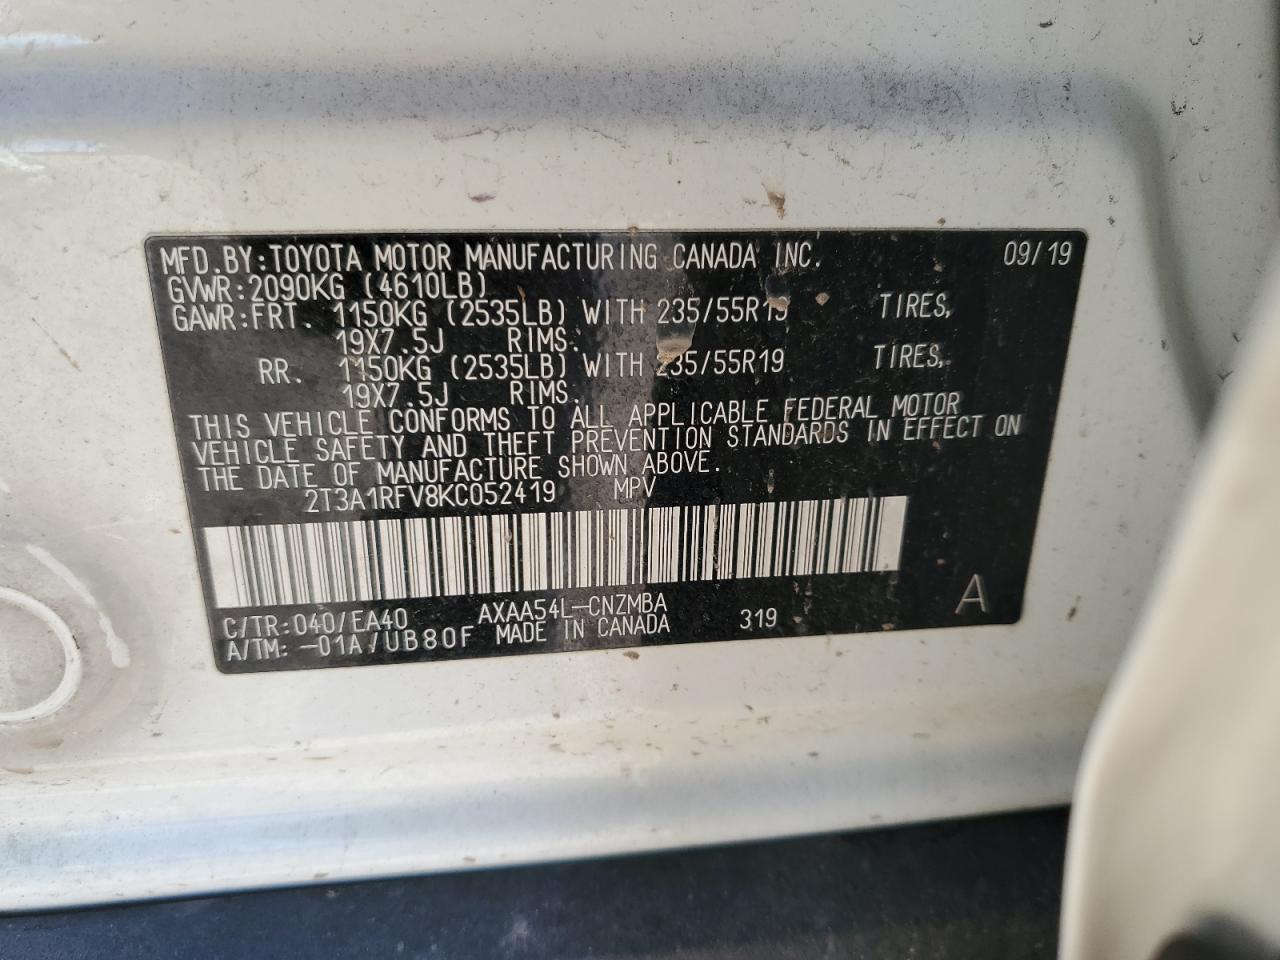 MFD.BY:TOYOTA MOTOR MANUFACTURING CANADA INC. 09/19
GVWR:2090KG (4610LB)
GAWR:FRT. 1150KG (2535LB) WITH 235/55R19 TIRES,
19X7.5J RIMS.
RR. 1150KG (2535LB) WITH 235/55R19 TIRES,
19X7.5J RIMS.
THIS VEHICLE CONFORMS TO ALL APPLICABLE FEDERAL MOTOR
VEHICLE SAFETY AND THEFT PREVENTION STANDARDS IN EFFECT ON
THE DATE OF MANUFACTURE SHOWN ABOVE.
2T3A1RFV8KC052419 MPV
C/TR:040/EA40 AXAA54L-CNZMBA 319 A
A/TM:-01A/UB80F MADE IN CANADA